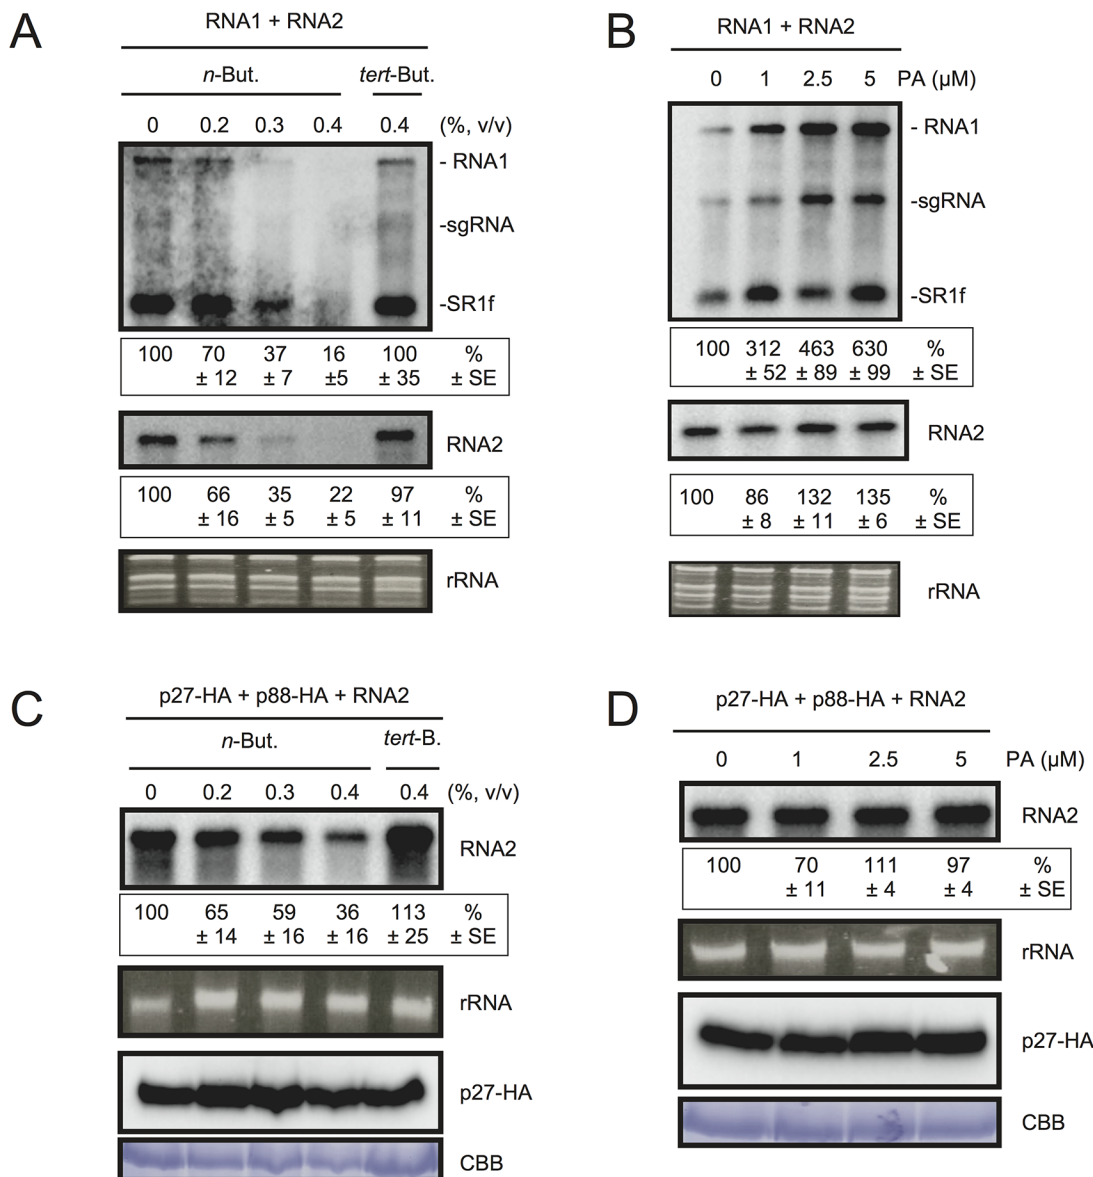 A
RNA1 + RNA2
n-But.
tert-But.
0 0.2 0.3 0.4 0.4 (%, v/v)
- RNA1
-sgRNA
-SR1f
100 70 37 16 100 %
± 12 ± 7 ±5 ± 35 ± SE
RNA2
100 66 35 22 97 %
± 16 ± 5 ± 5 ± 11 ± SE
rRNA
B
RNA1 + RNA2
0 1 2.5 5 PA (µM)
- RNA1
-sgRNA
-SR1f
100 312 463 630 %
± 52 ± 89 ± 99 ± SE
RNA2
100 86 132 135 %
± 8 ± 11 ± 6 ± SE
rRNA
C
p27-HA + p88-HA + RNA2
n-But.
tert-B.
0 0.2 0.3 0.4 0.4 (%, v/v)
RNA2
100 65 59 36 113 %
± 14 ± 16 ± 16 ± 25 ± SE
rRNA
p27-HA
CBB
D
p27-HA + p88-HA + RNA2
0 1 2.5 5 PA (µM)
RNA2
100 70 111 97 %
± 11 ± 4 ± 4 ± SE
rRNA
p27-HA
CBB